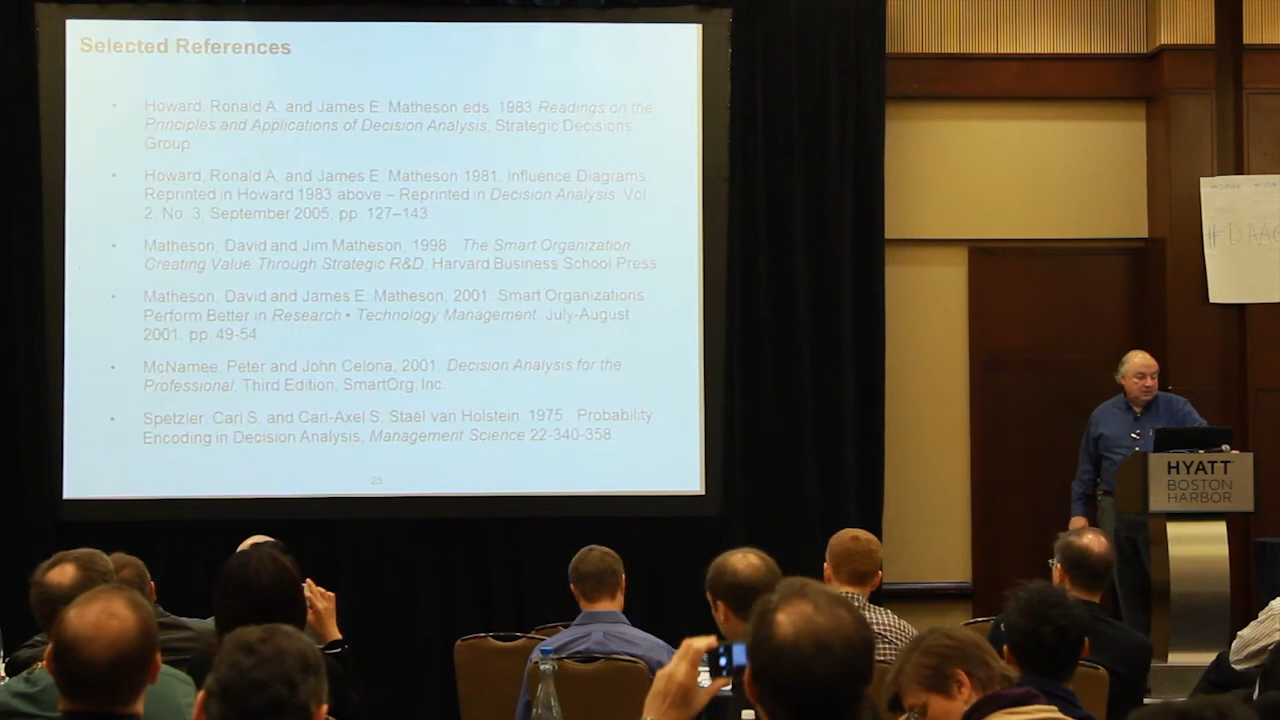 Selected References
• Howard, Ronald A. and James E. Matheson eds. 1983 Readings on the
Principles and Applications of Decision Analysis, Strategic Decisions
Group
• Howard, Ronald A. and James E. Matheson 1981. Influence Diagrams,
Reprinted in Howard 1983 above – Reprinted in Decision Analysis. Vol
2, No. 3, September 2005, pp. 127–143
• Matheson, David and Jim Matheson, 1998 The Smart Organization
Creating Value Through Strategic R&D, Harvard Business School Press
• Matheson, David and James E. Matheson, 2001. Smart Organizations
Perform Better in Research • Technology Management. July-August
2001, pp. 49-54
• McNamee, Peter and John Celona, 2001. Decision Analysis for the
Professional, Third Edition, SmartOrg, Inc.
• Spetzler, Carl S. and Carl-Axel S. Staël van Holstein. 1975. Probability
Encoding in Decision Analysis, Management Science 22-340-358.
25
#DAAG
HYATT
BOSTON
HARBOR